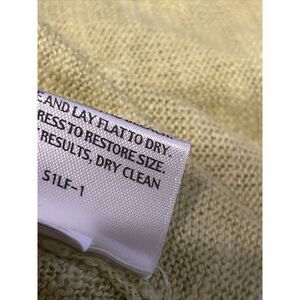 AND LAY FLAT TO DRY.
RESS TO RESTORE SIZE.
RESULTS, DRY CLEAN
S1LF-1